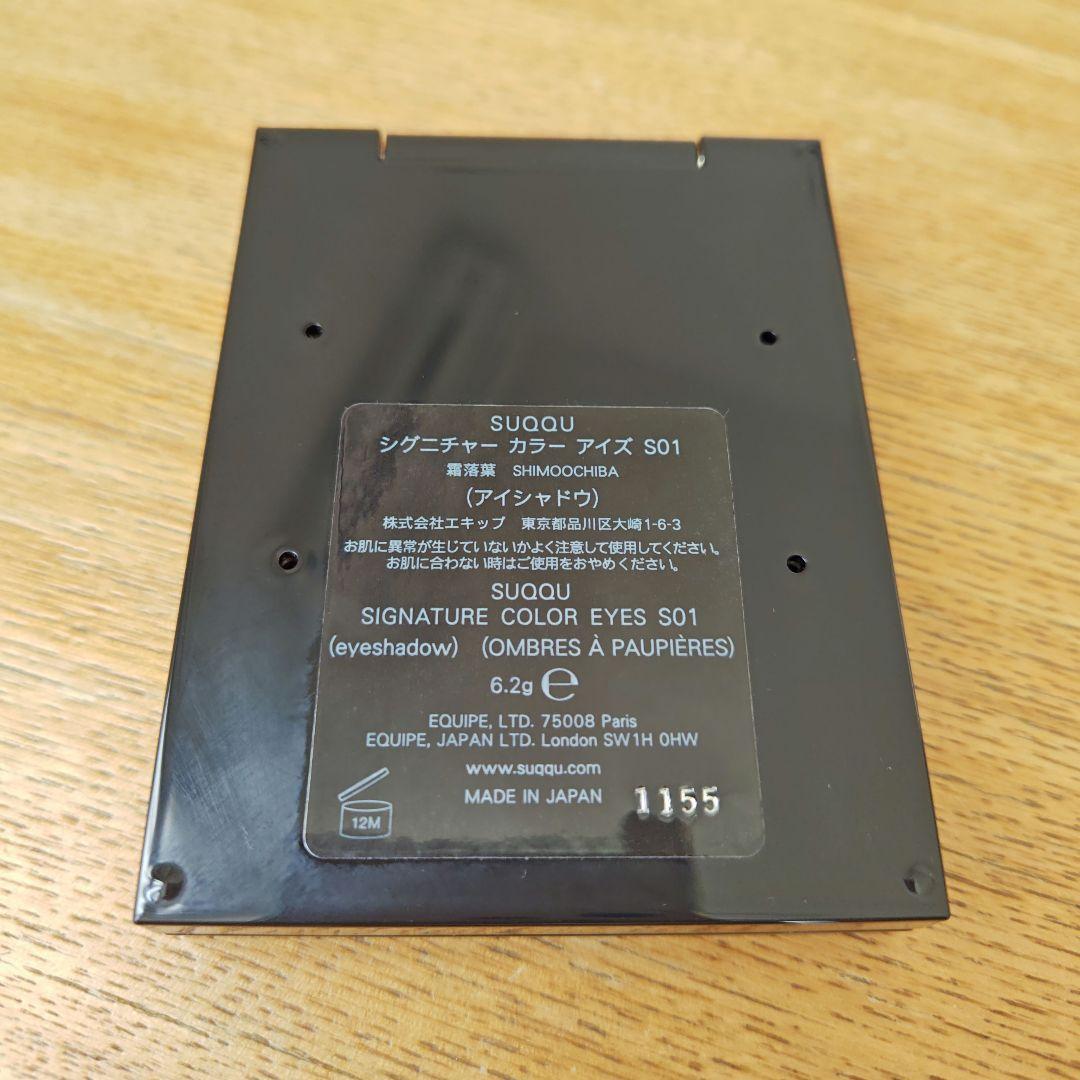 SUQQU
シグニチャー カラー アイズ S01
霜落葉 SHIMOOCHIBA
(アイシャドウ)
株式会社エキップ 東京都品川区大崎1-6-3
お肌に異常が生じていないかよく注意して使用してください。
お肌に合わない時はご使用をおやめください。
SUQQU
SIGNATURE COLOR EYES S01
(eyeshadow) (OMBRES À PAUPIÈRES)
6.2g ℮
EQUIPE, LTD. 75008 Paris
EQUIPE, JAPAN LTD. London SW1H 0HW
www.suqqu.com
MADE IN JAPAN 1155
12M